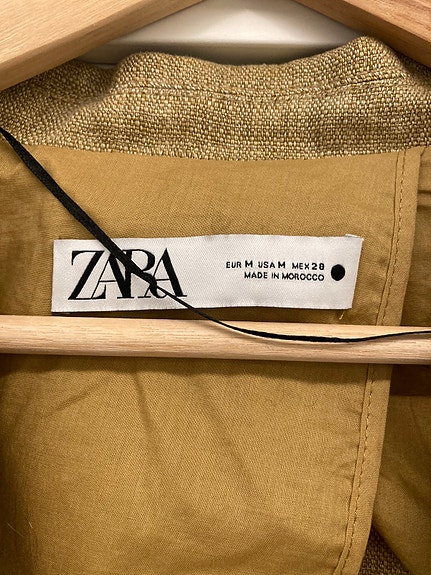 ZARA
EUR M USA M MEX 28
MADE IN MOROCCO